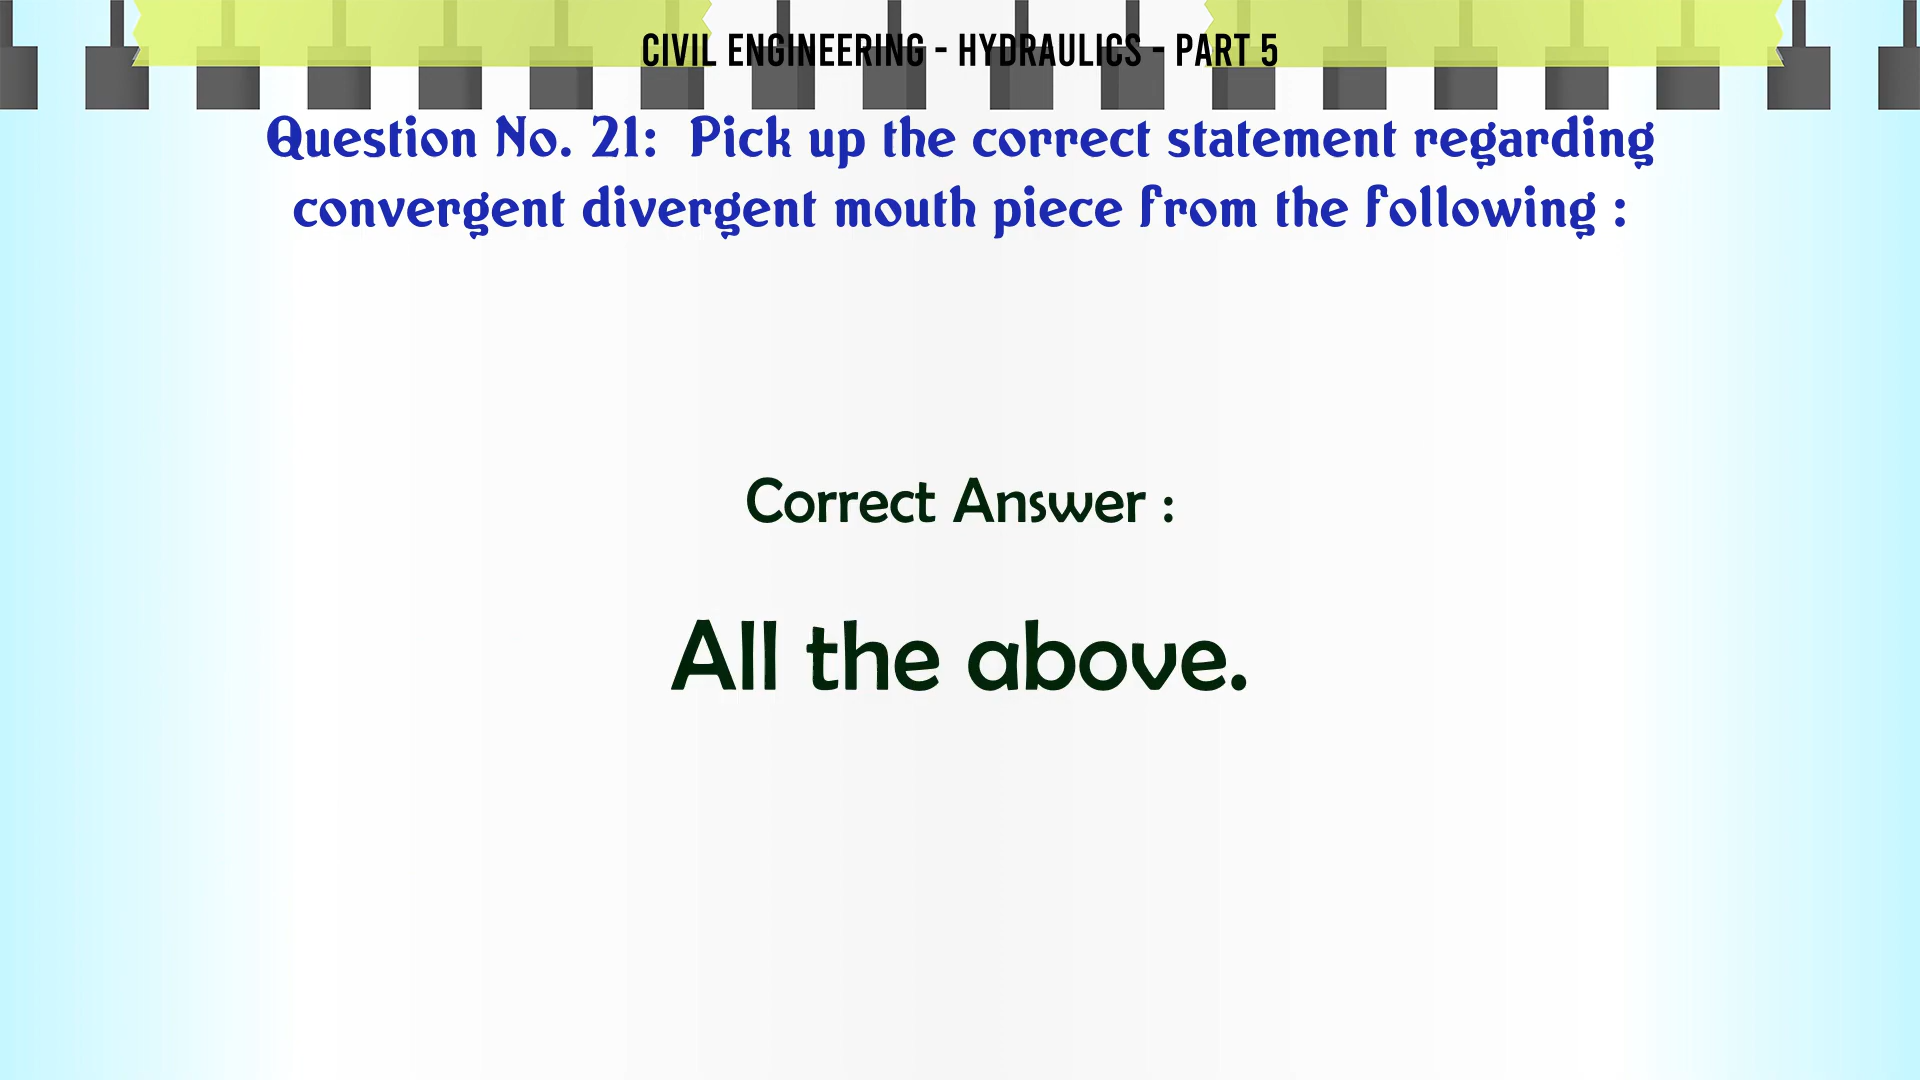 CIVIL ENGINEERING - HYDRAULICS - PART 5
Question No. 21: Pick up the correct statement regarding
convergent divergent mouth piece from the following :
Correct Answer :
All the above.